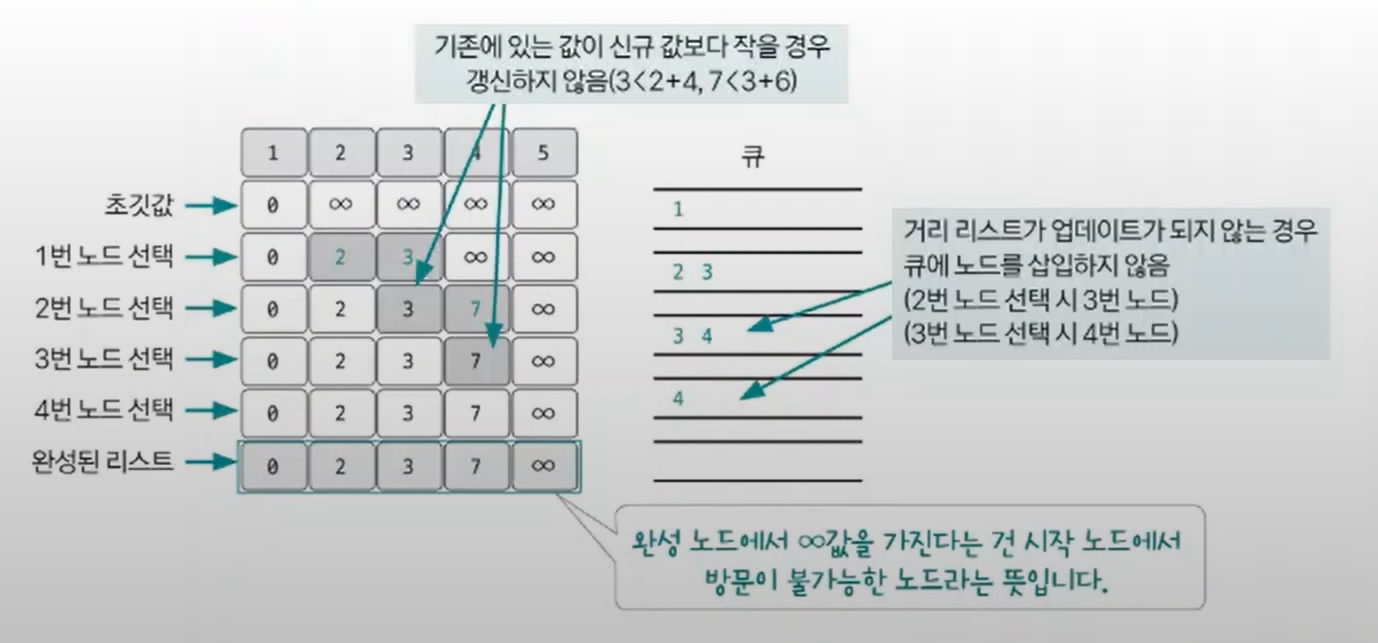 기존에 있는 값이 신규 값보다 작을 경우
갱신하지 않음(3<2+4, 7<3+6)
1 2 3 4 5
큐
초깃값 0 ∞ ∞ ∞ ∞
1
1번 노드 선택 0 2 3 ∞ ∞
2 3
2번 노드 선택 0 2 3 7 ∞
3 4
3번 노드 선택 0 2 3 7 ∞
4
4번 노드 선택 0 2 3 7 ∞
완성된 리스트 0 2 3 7 ∞
거리 리스트가 업데이트가 되지 않는 경우
큐에 노드를 삽입하지 않음
(2번 노드 선택 시 3번 노드)
(3번 노드 선택 시 4번 노드)
완성 노드에서 ∞값을 가진다는 건 시작 노드에서
방문이 불가능한 노드라는 뜻입니다.